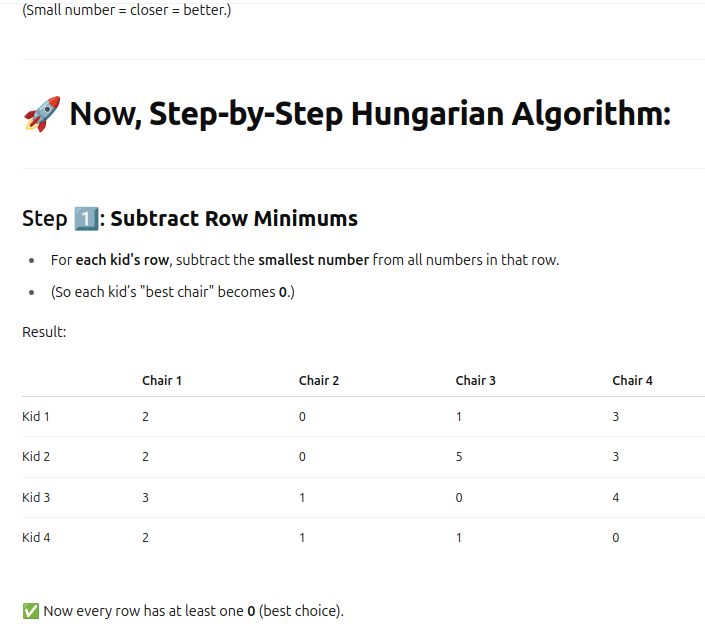 (Small number = closer = better.)
🚀 Now, Step-by-Step Hungarian Algorithm:
Step 1️⃣: Subtract Row Minimums
• For each kid's row, subtract the smallest number from all numbers in that row.
• (So each kid’s "best chair" becomes 0.)
Result:
Chair 1 Chair 2 Chair 3 Chair 4
Kid 1 2 0 1 3
Kid 2 2 0 5 3
Kid 3 3 1 0 4
Kid 4 2 1 1 0
✅ Now every row has at least one 0 (best choice).